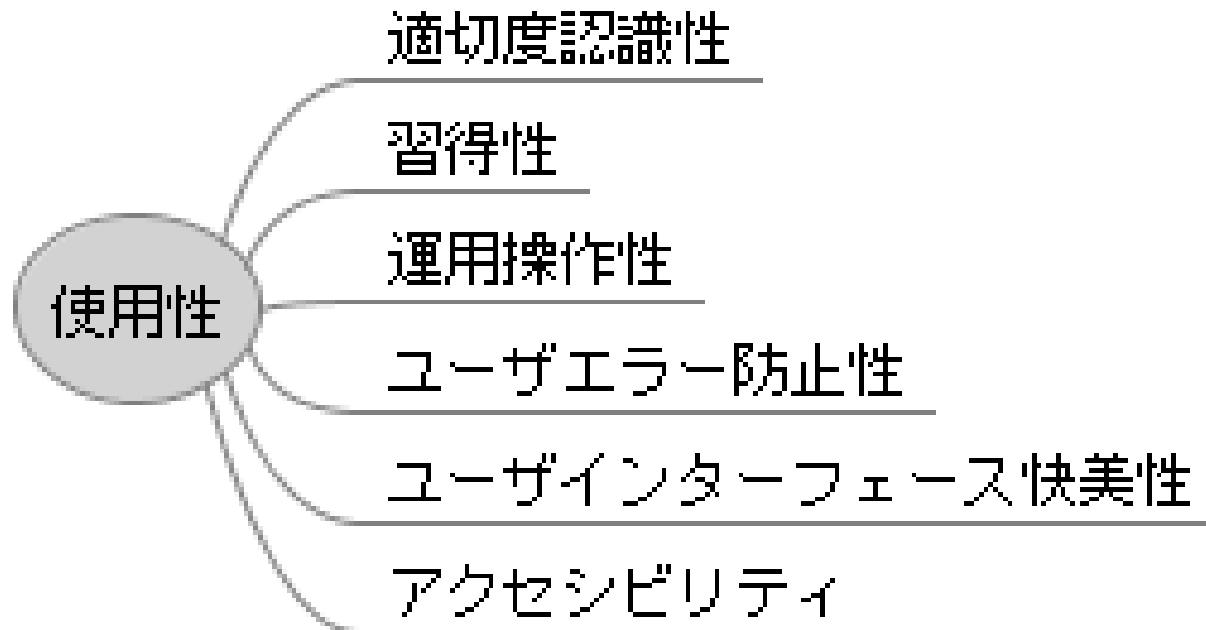 適切度認識性
習得性
運用操作性
使用性
ユーザエラー防止性
ユーザインターフェース快美性
アクセシビリティ